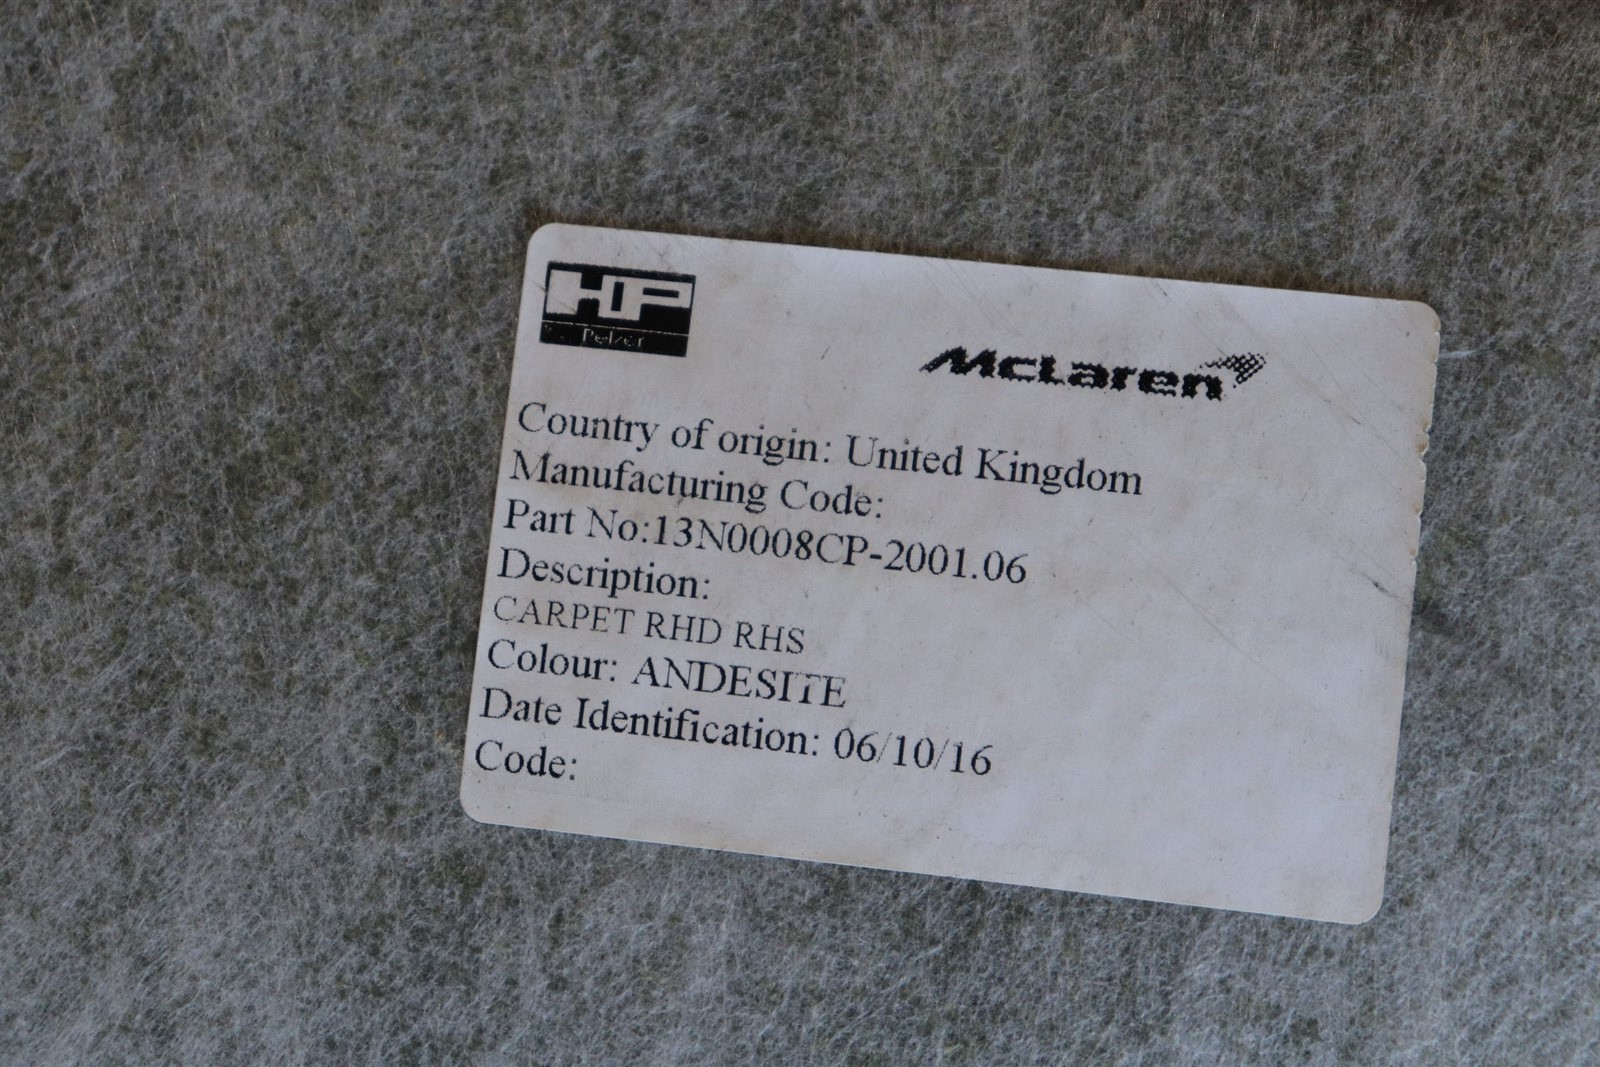 HP
Pelzer
McLaren
Country of origin: United Kingdom
Manufacturing Code:
Part No:13N0008CP-2001.06
Description:
CARPET RHD RHS
Colour: ANDESITE
Date Identification: 06/10/16
Code: